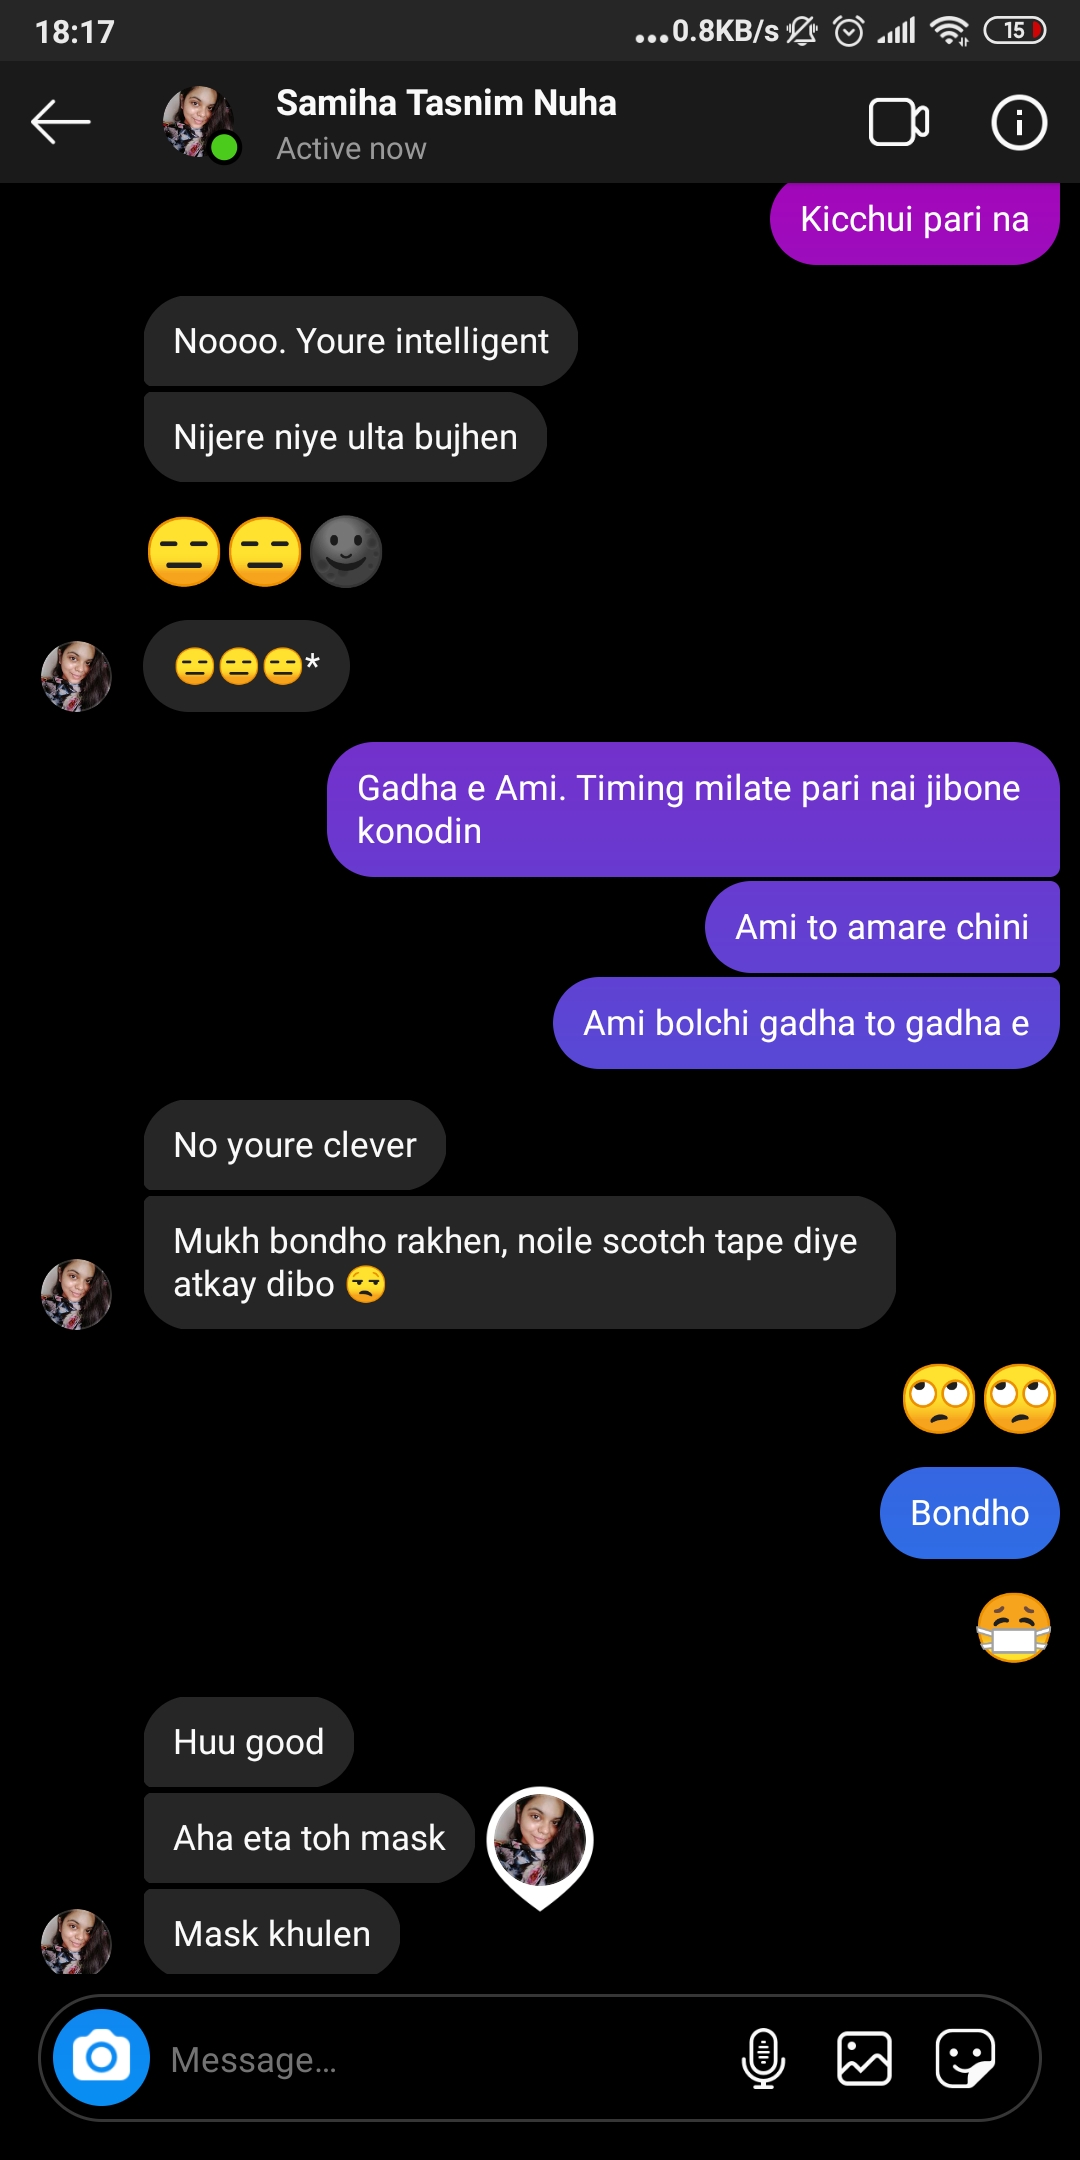 18:17
...0.8KB/s
15
Samiha Tasnim Nuha
Active now
Kicchui pari na
Noooo. Youre intelligent
Nijere niye ulta bujhen
😑😑🌚
😑😑😑*
Gadha e Ami. Timing milate pari nai jibone
konodin
Ami to amare chini
Ami bolchi gadha to gadha e
No youre clever
Mukh bondho rakhen, noile scotch tape diye
atkay dibo 😒
🙄🙄
Bondho
😷
Huu good
Aha eta toh mask
Mask khulen
Message...